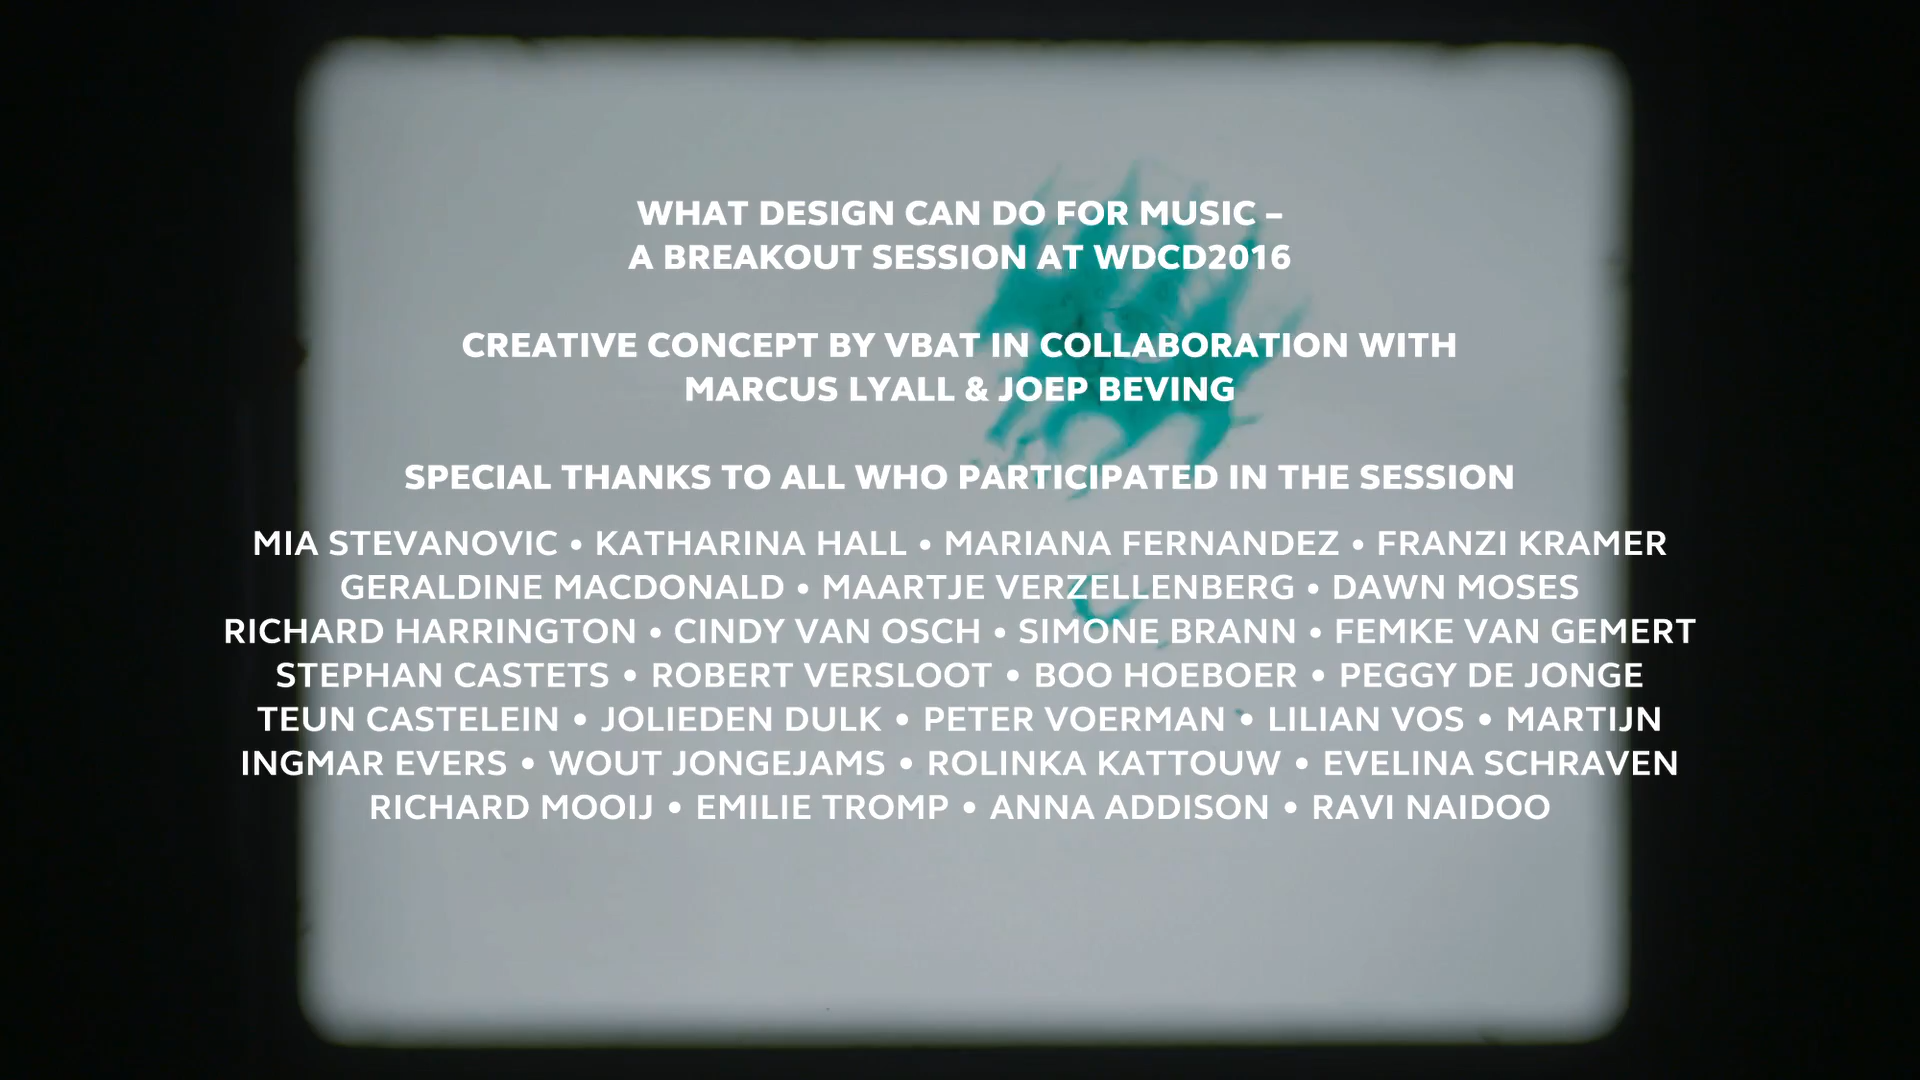 WHAT DESIGN CAN DO FOR MUSIC –
A BREAKOUT SESSION AT WDCD2016
CREATIVE CONCEPT BY VBAT IN COLLABORATION WITH
MARCUS LYALL & JOEP BEVING
SPECIAL THANKS TO ALL WHO PARTICIPATED IN THE SESSION
MIA STEVANOVIC • KATHARINA HALL • MARIANA FERNANDEZ • FRANZI KRAMER
GERALDINE MACDONALD • MAARTJE VERZELLENBERG • DAWN MOSES
RICHARD HARRINGTON • CINDY VAN OSCH • SIMONE BRANN • FEMKE VAN GEMERT
STEPHAN CASTETS • ROBERT VERSLOOT • BOO HOEBOER • PEGGY DE JONGE
TEUN CASTELEIN • JOLIEDEN DULK • PETER VOERMAN • LILIAN VOS • MARTIJN
INGMAR EVERS • WOUT JONGEJAMS • ROLINKA KATTOUW • EVELINA SCHRAVEN
RICHARD MOOIJ • EMILIE TROMP • ANNA ADDISON • RAVI NAIDOO